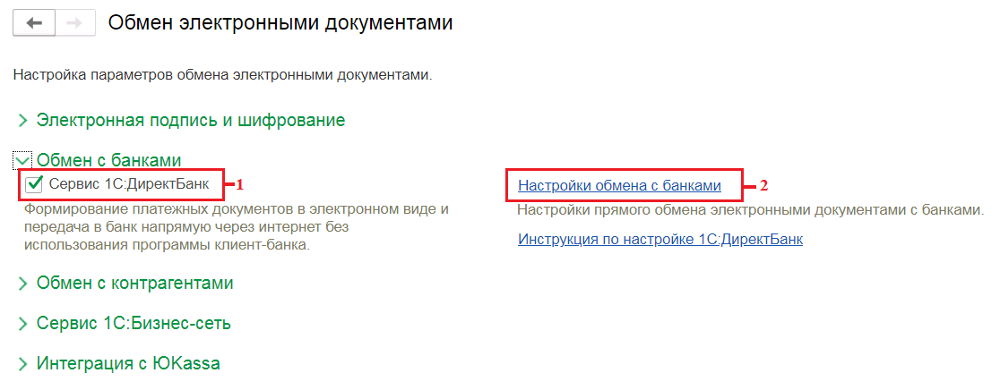 Обмен электронными документами
Настройка параметров обмена электронными документами.
Электронная подпись и шифрование
Обмен с банками
Сервис 1С:ДиректБанк
1
Настройки обмена с банками
2
Формирование платежных документов в электронном виде и
передача в банк напрямую через интернет без
использования программы клиент-банка.
Настройки прямого обмена электронными документами с банками.
Инструкция по настройке 1С:ДиректБанк
Обмен с контрагентами
Сервис 1С:Бизнес-сеть
Интеграция с ЮKassa